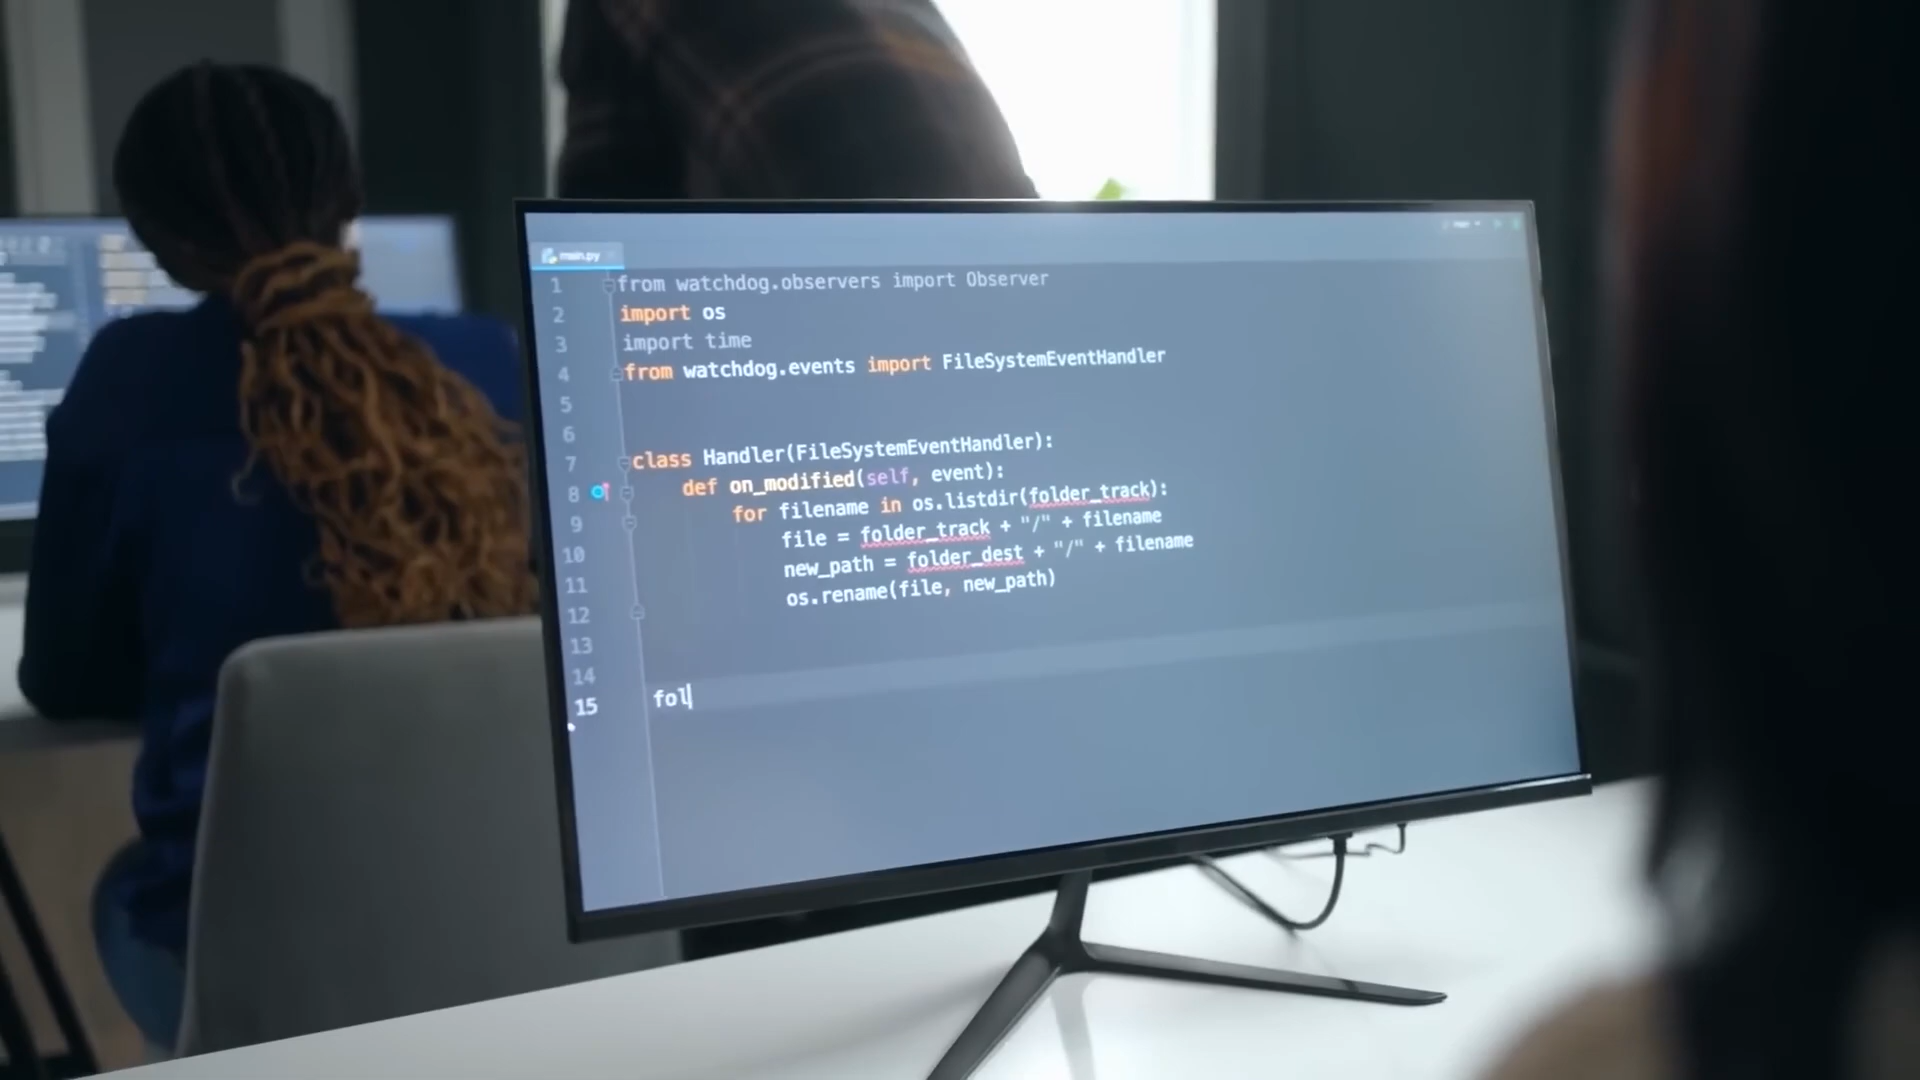 main.py
1 from watchdog.observers import Observer
2 import os
3 import time
4 from watchdog.events import FileSystemEventHandler
5
6
7 class Handler(FileSystemEventHandler):
8 def on_modified(self, event):
9 for filename in os.listdir(folder_track):
10 file = folder_track + "/" + filename
11 new_path = folder_dest + "/" + filename
12 os.rename(file, new_path)
13
14
15 fol